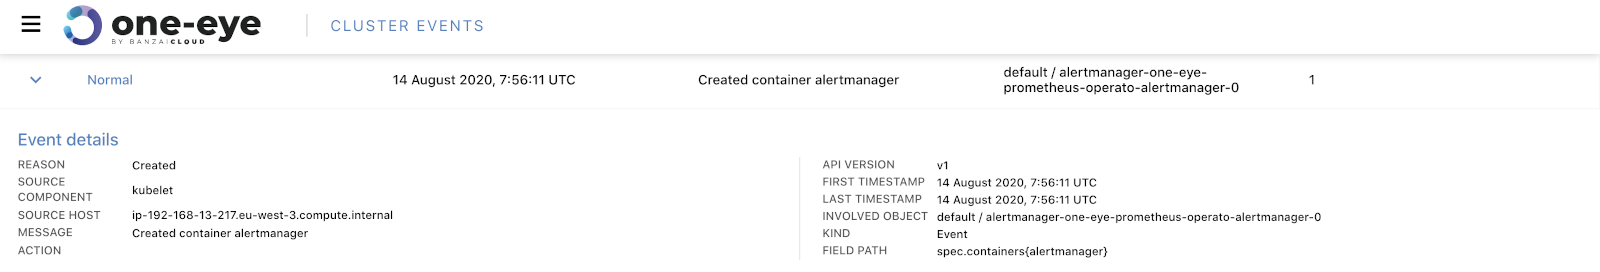 one-eye
BY BANZAICLOUD
CLUSTER EVENTS
Normal
14 August 2020, 7:56:11 UTC
Created container alertmanager
default / alertmanager-one-eye-
prometheus-operato-alertmanager-0
1
Event details
REASON Created
SOURCE
COMPONENT kubelet
SOURCE HOST ip-192-168-13-217.eu-west-3.compute.internal
MESSAGE Created container alertmanager
ACTION
API VERSION v1
FIRST TIMESTAMP 14 August 2020, 7:56:11 UTC
LAST TIMESTAMP 14 August 2020, 7:56:11 UTC
INVOLVED OBJECT default / alertmanager-one-eye-prometheus-operato-alertmanager-0
KIND Event
FIELD PATH spec.containers{alertmanager}